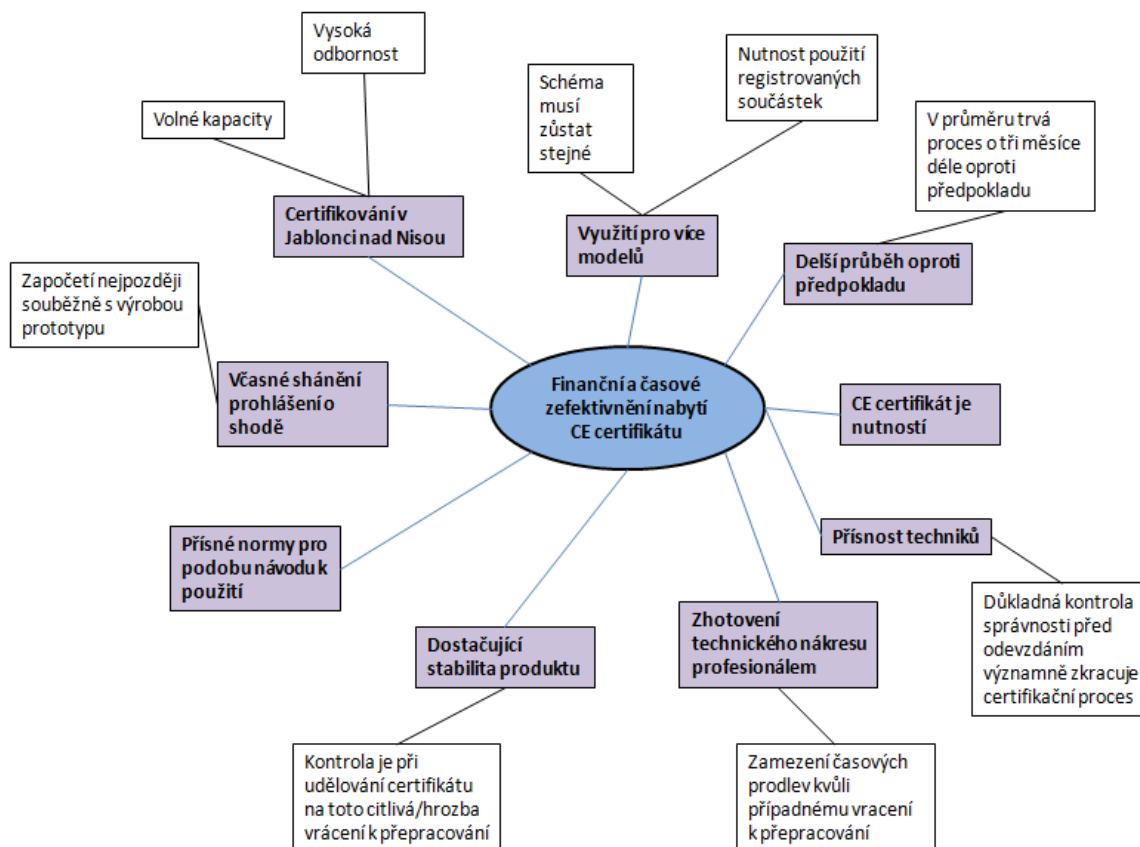 Vysoká
odbornost
Volné kapacity
Certifikování v
Jablonci nad Nisou
Schéma
musí
zůstat
stejné
Nutnost použití
registrovaných
součástek
Využití pro více
modelů
V průměru trvá
proces o tři měsíce
déle oproti
předpokladu
Delší průběh oproti
předpokladu
Započetí nejpozději
souběžně s výrobou
prototypu
Včasné shánění
prohlášení o
shodě
Finanční a časové
zefektivnění nabytí
CE certifikátu
CE certifikát je
nutností
Přísné normy pro
podobu návodu k
použití
Přísnost techniků
Důkladná kontrola
správnosti před
odevzdáním
významně zkracuje
certifikační proces
Dostačující
stabilita produktu
Kontrola je při
udělování certifikátu
na toto citlivá/hrozba
vrácení k přepracování
Zhotovení
technického nákresu
profesionálem
Zamezení časových
prodlev kvůli
případnému vracení
k přepracování